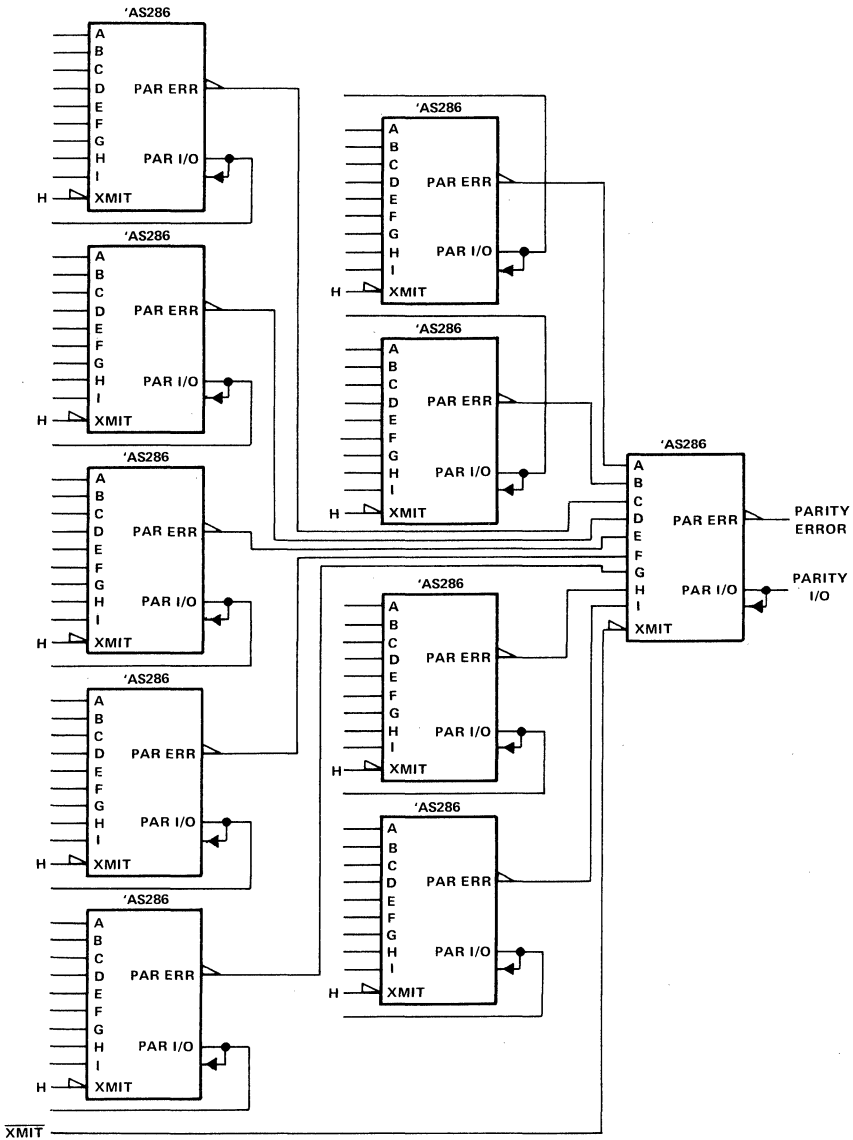 'AS286
A
B
C
D PAR ERR
E
F
G
H PAR I/O
I
H XMIT
'AS286
A
B
C
D PAR ERR
E
F
G
H PAR I/O
I
H XMIT
'AS286
A
B
C
D PAR ERR
E
F
G
H PAR I/O
I
H XMIT
'AS286
A
B
C
D PAR ERR
E
F
G
H PAR I/O
I
H XMIT
'AS286
A
B
C
D PAR ERR
E
F
G
H PAR I/O
I
H XMIT
'AS286
A
B
C
D PAR ERR
E
F
G
H PAR I/O
I
H XMIT
'AS286
A
B
C
D PAR ERR
E
F
G
H PAR I/O
I
H XMIT
'AS286
A
B
C
D PAR ERR
E
F
G
H PAR I/O
I
H XMIT
'AS286
A
B
C
D PAR ERR
E
F
G
H PAR I/O
I
H XMIT
'AS286
A
B
C
D PAR ERR
E
F
G
H PAR I/O
I
XMIT
PARITY
ERROR
PARITY
I/O
XMIT